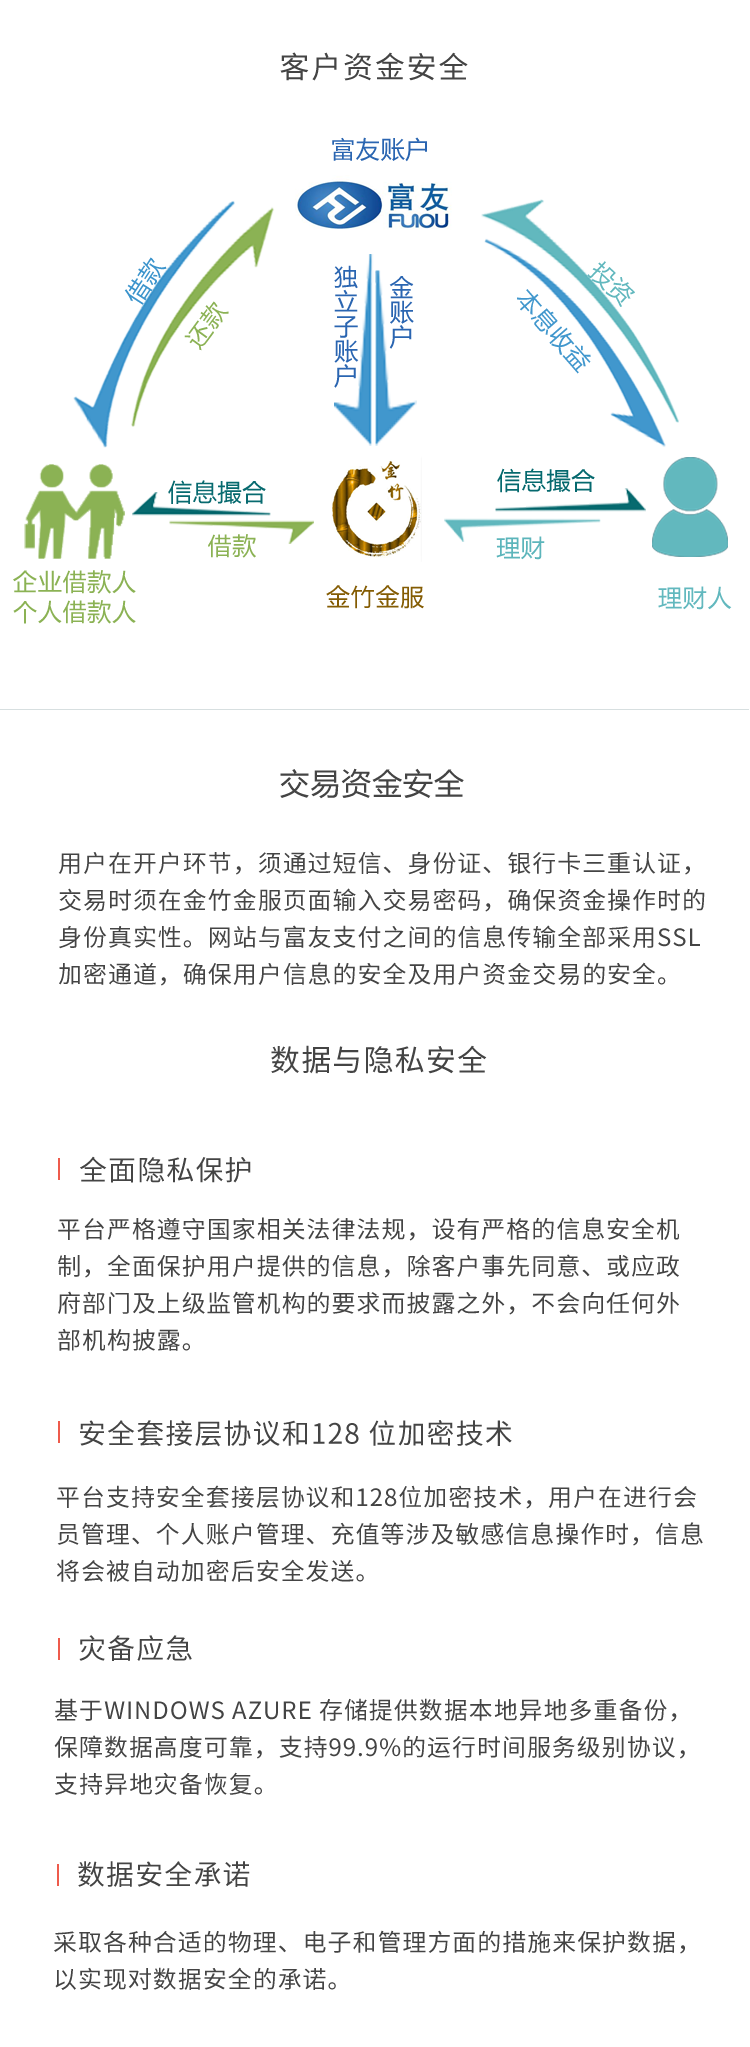 客户资金安全
富友账户
富友
FUIOU
借款
还款
独立子账户
金账户
投资
本息收益
信息撮合
借款
金竹
信息撮合
理财
企业借款人
个人借款人
金竹金服
理财人
交易资金安全
用户在开户环节，须通过短信、身份证、银行卡三重认证，
交易时须在金竹金服页面输入交易密码，确保资金操作时的
身份真实性。网站与富友支付之间的信息传输全部采用SSL
加密通道，确保用户信息的安全及用户资金交易的安全。
数据与隐私安全
全面隐私保护
平台严格遵守国家相关法律法规，设有严格的信息安全机
制，全面保护用户提供的信息，除客户事先同意、或应政
府部门及上级监管机构的要求而披露之外，不会向任何外
部机构披露。
安全套接层协议和128 位加密技术
平台支持安全套接层协议和128位加密技术，用户在进行会
员管理、个人账户管理、充值等涉及敏感信息操作时，信息
将会被自动加密后安全发送。
灾备应急
基于WINDOWS AZURE 存储提供数据本地异地多重备份，
保障数据高度可靠，支持99.9%的运行时间服务级别协议，
支持异地灾备恢复。
数据安全承诺
采取各种合适的物理、电子和管理方面的措施来保护数据，
以实现对数据安全的承诺。